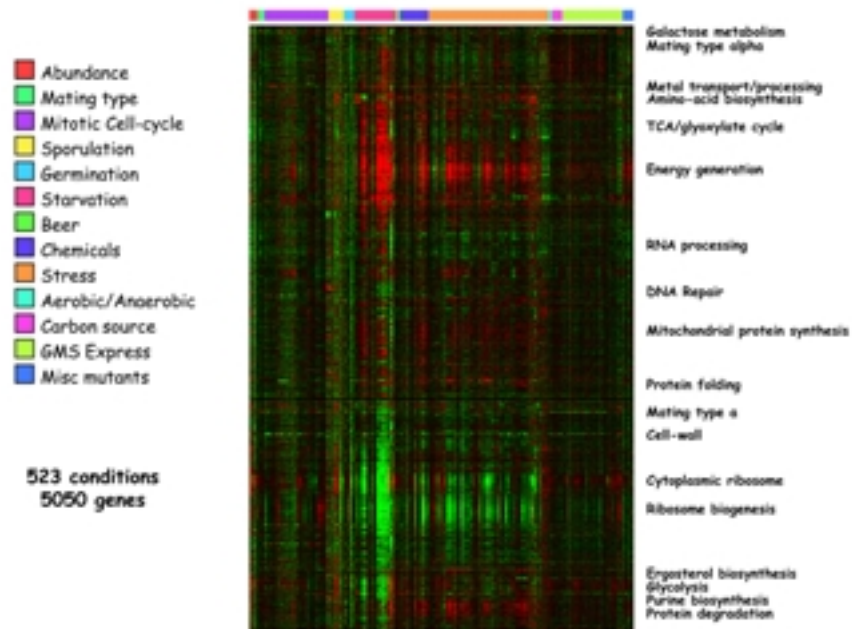 Abundance
Mating type
Mitotic Cell-cycle
Sporulation
Germination
Starvation
Beer
Chemicals
Stress
Aerobic/Anaerobic
Carbon source
GMS Express
Misc mutants
523 conditions
5050 genes
Galactose metabolism
Mating type alpha
Metal transport/processing
Amino-acid biosynthesis
TCA/glyoxylate cycle
Energy generation
RNA processing
DNA Repair
Mitochondrial protein synthesis
Protein folding
Mating type a
Cell-wall
Cytoplasmic ribosome
Ribosome biogenesis
Ergosterol biosynthesis
Glycolysis
Purine biosynthesis
Protein degradation